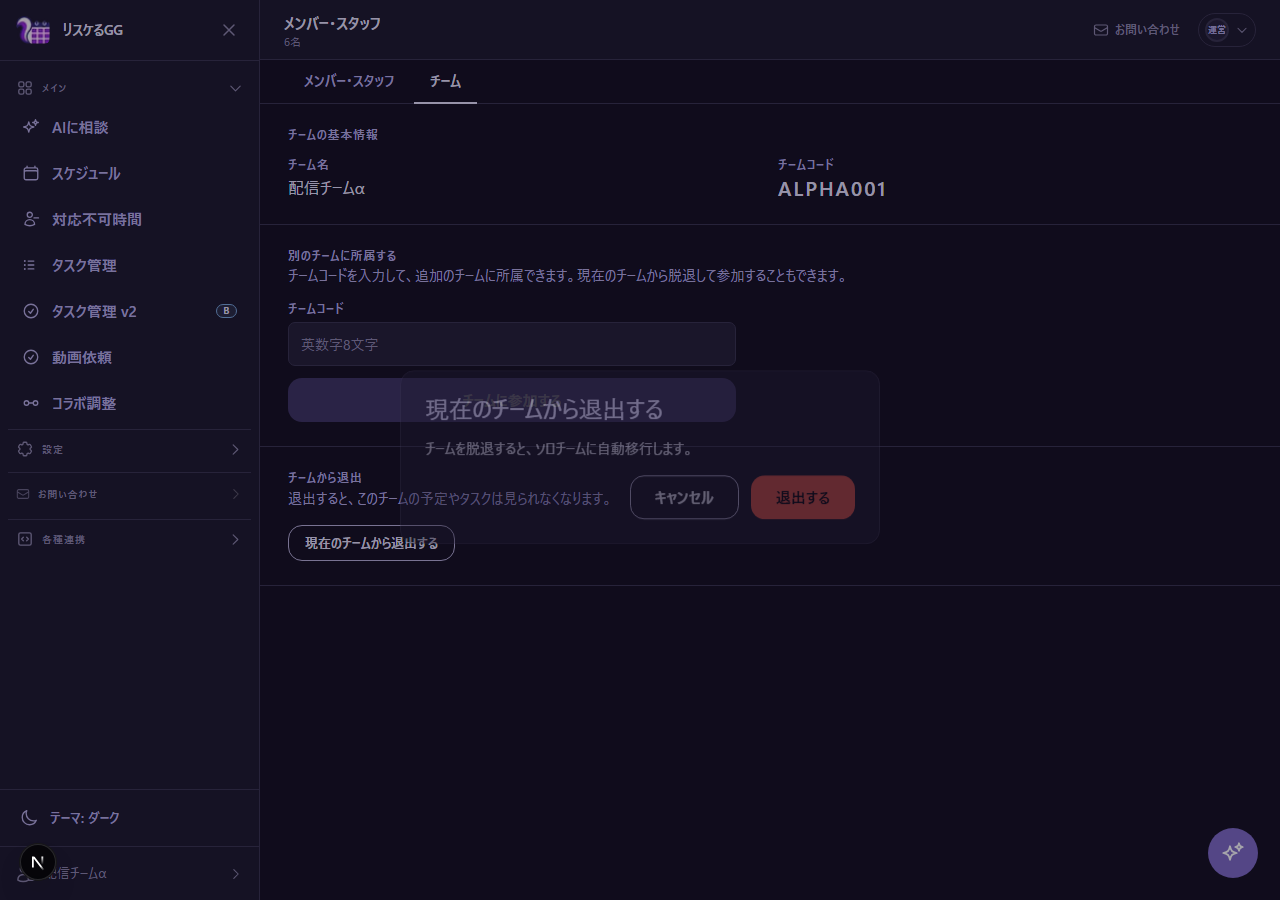 リスケるGG
メイン
AIに相談
スケジュール
対応不可時間
タスク管理
タスク管理 v2
B
動画依頼
コラボ調整
設定
お問い合わせ
各種連携
テーマ: ダーク
N
配信チームα
メンバー・スタッフ
6名
お問い合わせ
運営
メンバー・スタッフ
チーム
チームの基本情報
チーム名
配信チームα
チームコード
ALPHA001
別のチームに所属する
チームコードを入力して、追加のチームに所属できます。現在のチームから脱退して参加することもできます。
チームコード
英数字8文字
チームに参加する
現在のチームから退出する
チームを脱退すると、ソロチームに自動移行します。
キャンセル
退出する
チームから退出
退出すると、このチームの予定やタスクは見られなくなります。
現在のチームから退出する